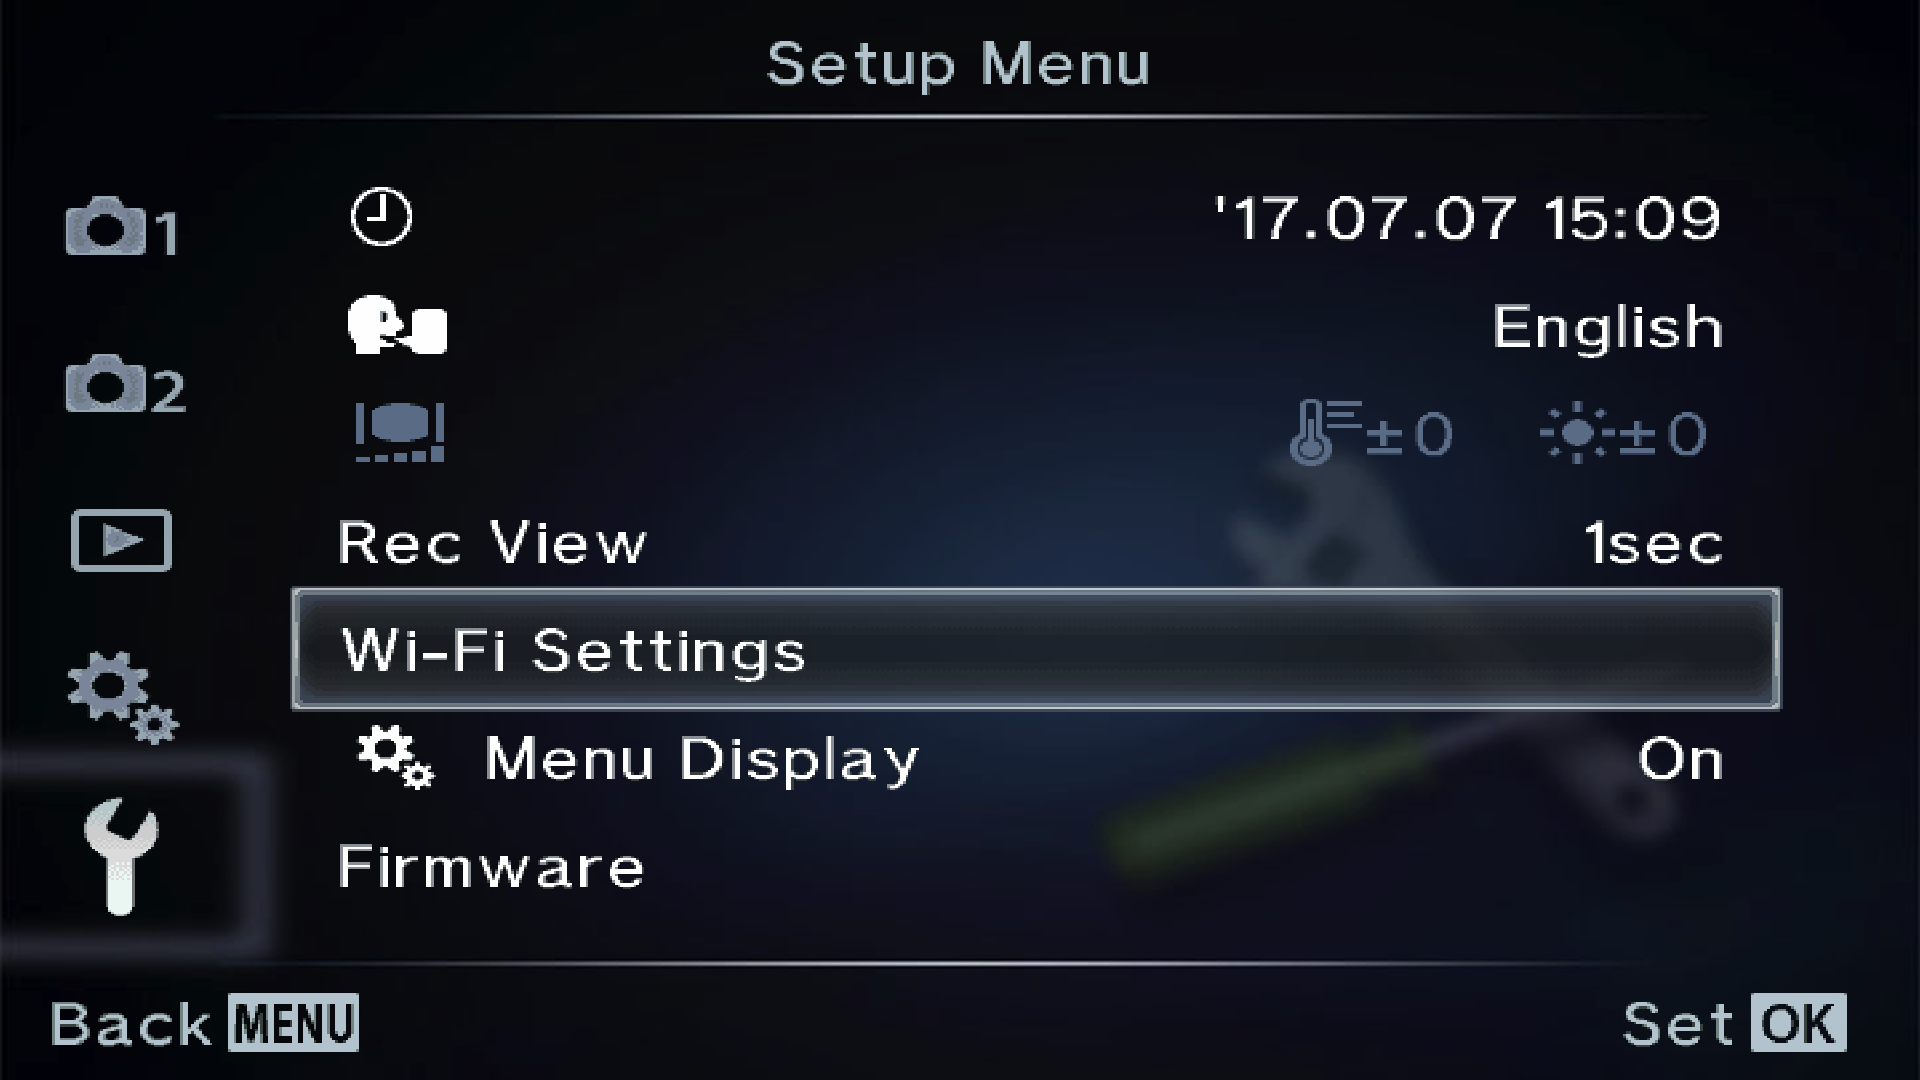 Setup Menu
1
'17.07.07 15:09
English
2
±0 ±0
Rec View 1sec
Wi-Fi Settings
Menu Display On
Firmware
Back MENU Set OK